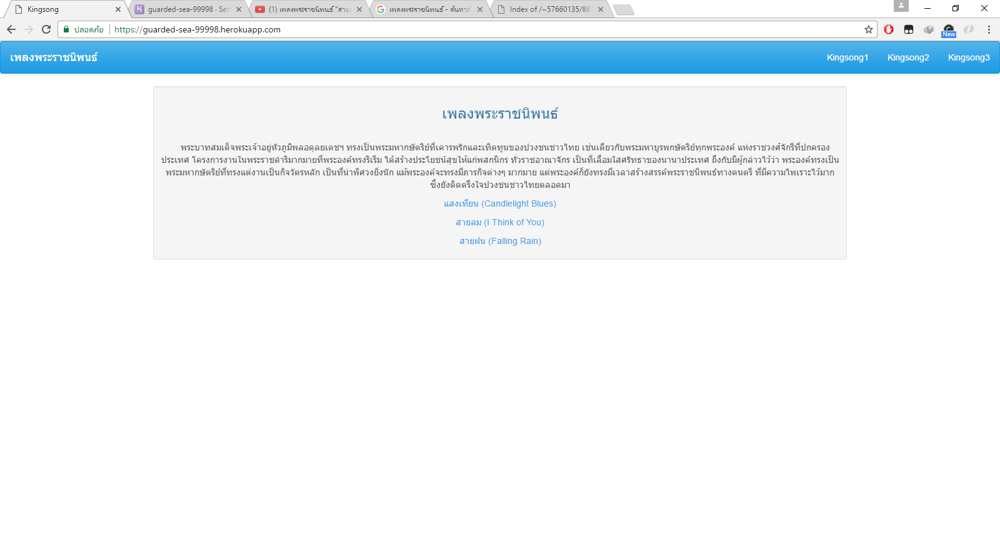 Kingsong
guarded-sea-99998 · Set
(1) เพลงพระราชนิพนธ์ "สาย
เพลงพระราชนิพนธ์ - ค้นหาด้
Index of /~57660135/88
ปลอดภัย
https://guarded-sea-99998.herokuapp.com
New
เพลงพระราชนิพนธ์
Kingsong1
Kingsong2
Kingsong3
เพลงพระราชนิพนธ์
พระบาทสมเด็จพระเจ้าอยู่หัวภูมิพลอดุลยเดชฯ ทรงเป็นพระมหากษัตริย์ที่เคารพรักและเทิดทูนของปวงชนชาวไทย เช่นเดียวกับพระมหาบูรพกษัตริย์ทุกพระองค์ แห่งราชวงศ์จักรีที่ปกครอง
ประเทศ โครงการงานในพระราชดำริมากมายที่พระองค์ทรงริเริ่ม ได้สร้างประโยชน์สุขให้แก่พสกนิกร ทั่วราชอาณาจักร เป็นที่เลื่อมใสศรัทธาของนานาประเทศ ถึงกับมีผู้กล่าวไว้ว่า พระองค์ทรงเป็น
พระมหากษัตริย์ที่ทรงแต่งงานเป็นกิจวัตรหลัก เป็นที่น่าพิศวงยิ่งนัก แม้พระองค์จะทรงมีภารกิจต่างๆ มากมาย แต่พระองค์ก็ยังทรงมีเวลาสร้างสรรค์พระราชนิพนธ์ทางดนตรี ที่มีความไพเราะไว้มาก
ซึ่งยังติดตรึงใจปวงชนชาวไทยตลอดมา
แสงเทียน (Candlelight Blues)
สายลม (I Think of You)
สายฝน (Falling Rain)